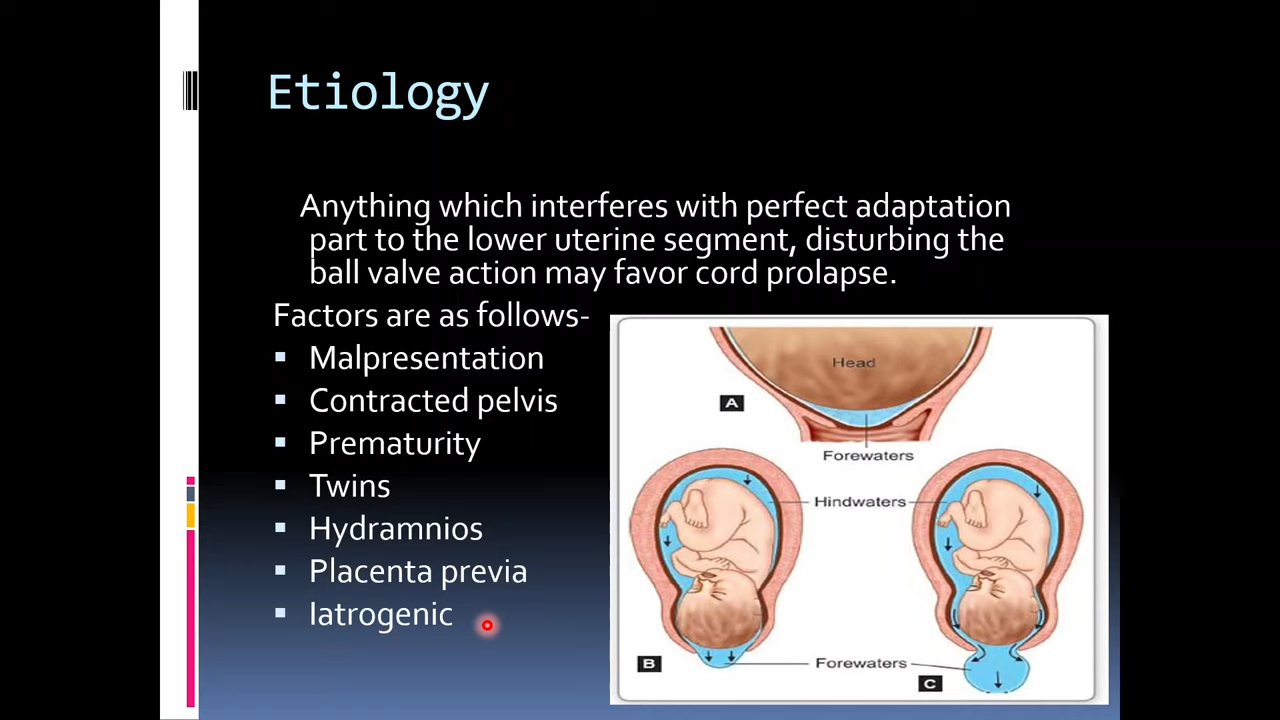 Etiology
Anything which interferes with perfect adaptation
part to the lower uterine segment, disturbing the
ball valve action may favor cord prolapse.
Factors are as follows-
▪ Malpresentation
▪ Contracted pelvis
▪ Prematurity
▪ Twins
▪ Hydramnios
▪ Placenta previa
▪ Iatrogenic
Head
A
Forewaters
Hindwaters
B
Forewaters
C